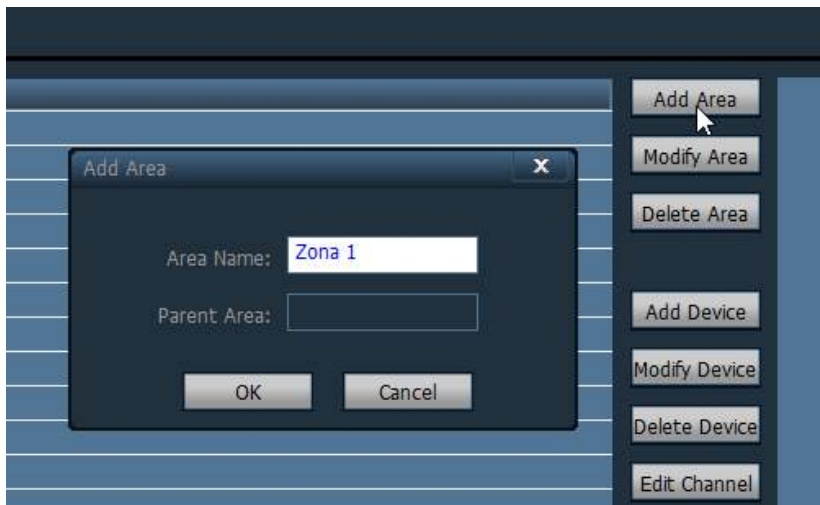 Add Area
Modify Area
Delete Area
Add Device
Modify Device
Delete Device
Edit Channel
Add Area
X
Area Name: Zona 1
Parent Area:
OK Cancel